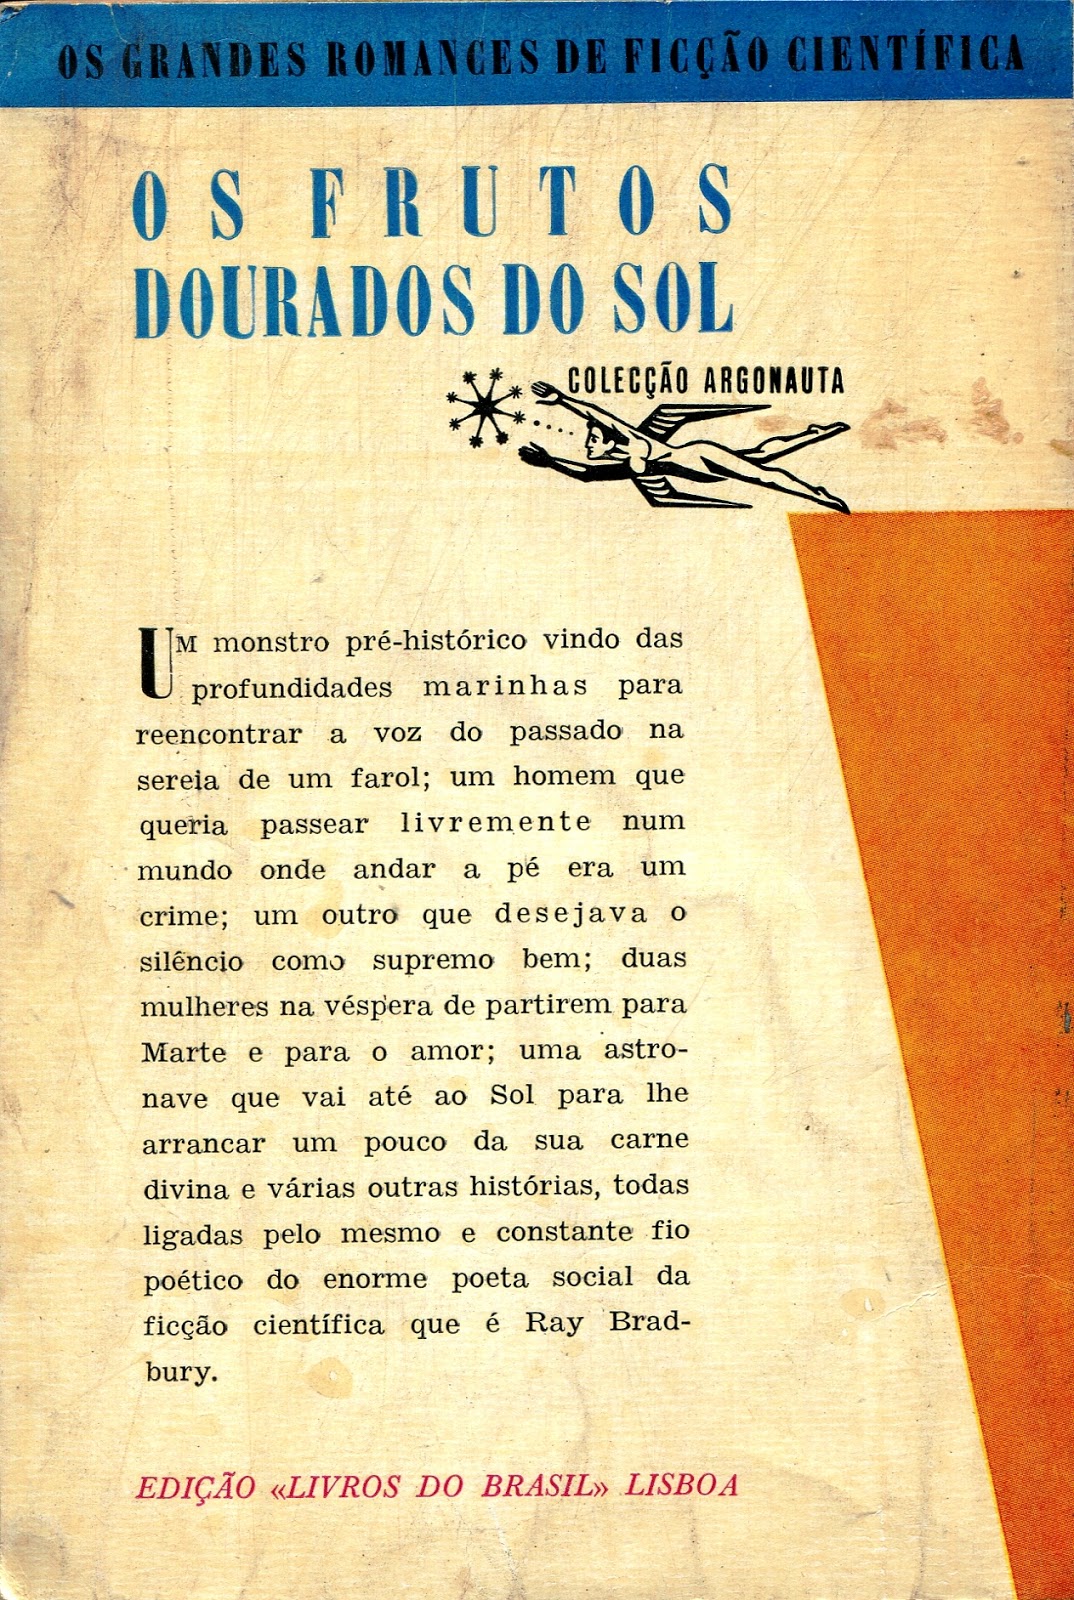 OS GRANDES ROMANCES DE FICÇÃO CIENTÍFICA
OS FRUTOS
DOURADOS DO SOL
COLECÇÃO ARGONAUTA
UM monstro pré-histórico vindo das
profundidades marinhas para
reencontrar a voz do passado na
sereia de um farol; um homem que
queria passear livremente num
mundo onde andar a pé era um
crime; um outro que desejava o
silêncio como supremo bem; duas
mulheres na véspera de partirem para
Marte e para o amor; uma astro-
nave que vai até ao Sol para lhe
arrancar um pouco da sua carne
divina e várias outras histórias, todas
ligadas pelo mesmo e constante fio
poético do enorme poeta social da
ficção científica que é Ray Brad-
bury.
EDIÇÃO «LIVROS DO BRASIL» LISBOA